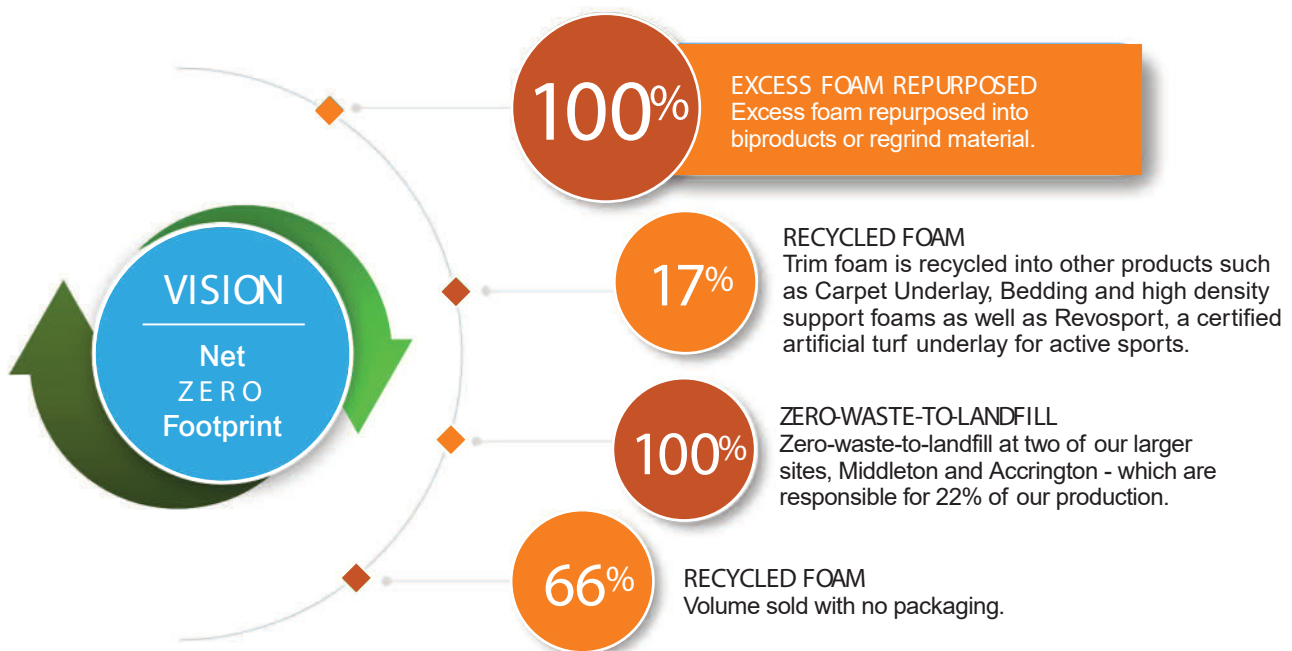 VISION
Net
ZERO
Footprint
100%
EXCESS FOAM REPURPOSED
Excess foam repurposed into
biproducts or regrind material.
17%
RECYCLED FOAM
Trim foam is recycled into other products such
as Carpet Underlay, Bedding and high density
support foams as well as Revosport, a certified
artificial turf underlay for active sports.
100%
ZERO-WASTE-TO-LANDFILL
Zero-waste-to-landfill at two of our larger
sites, Middleton and Accrington - which are
responsible for 22% of our production.
66%
RECYCLED FOAM
Volume sold with no packaging.